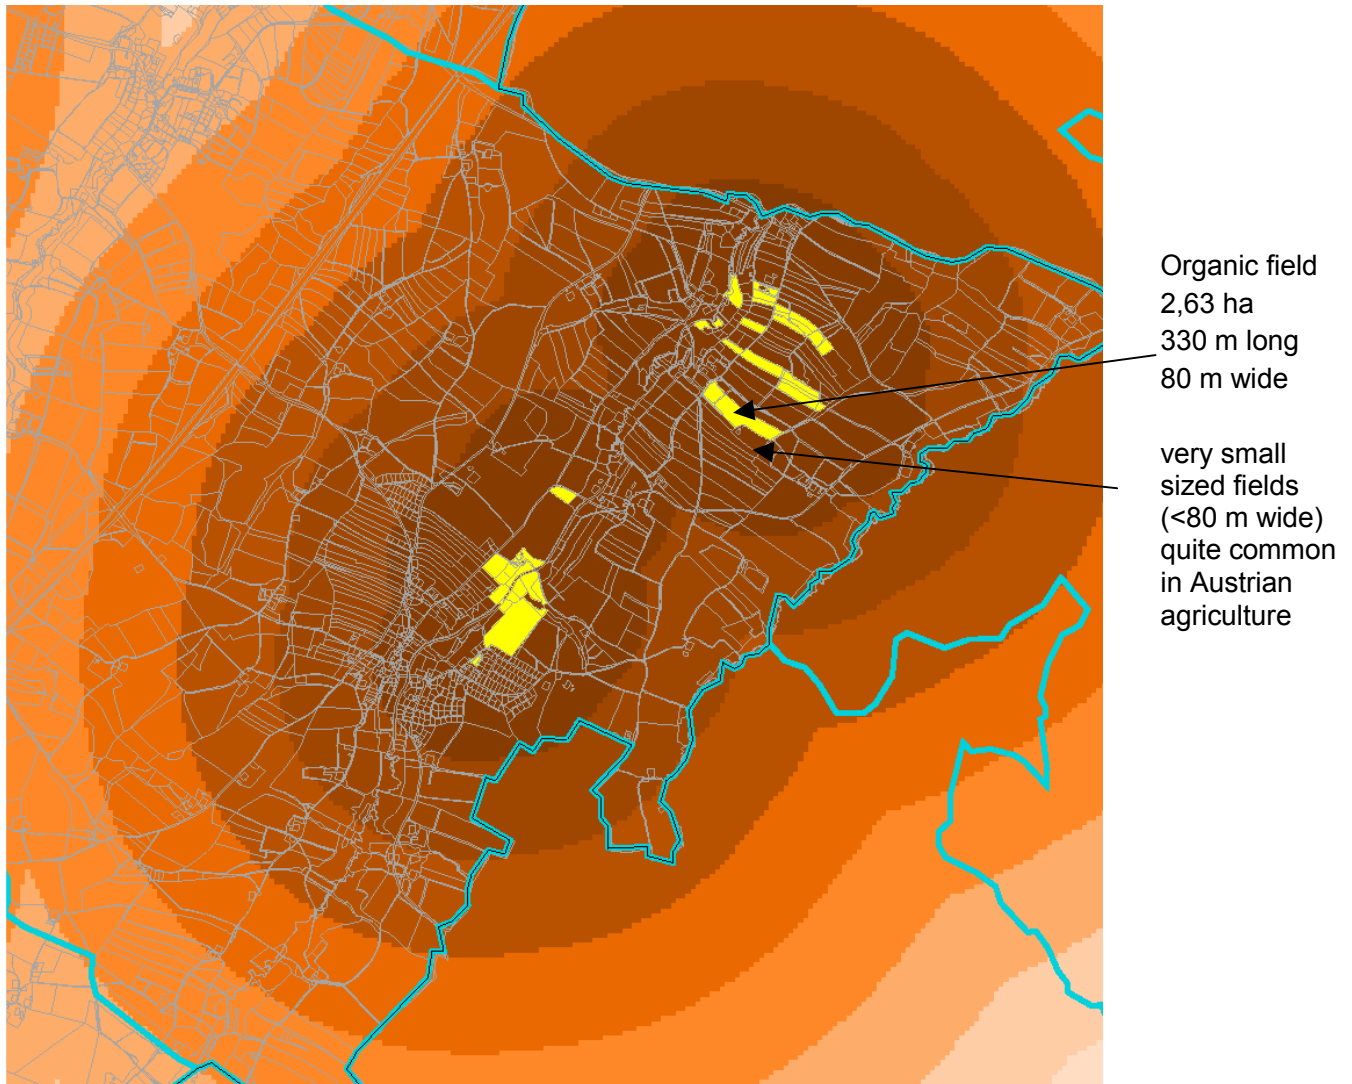 Organic field
2,63 ha
330 m long
80 m wide
very small
sized fields
(<80 m wide)
quite common
in Austrian
agriculture